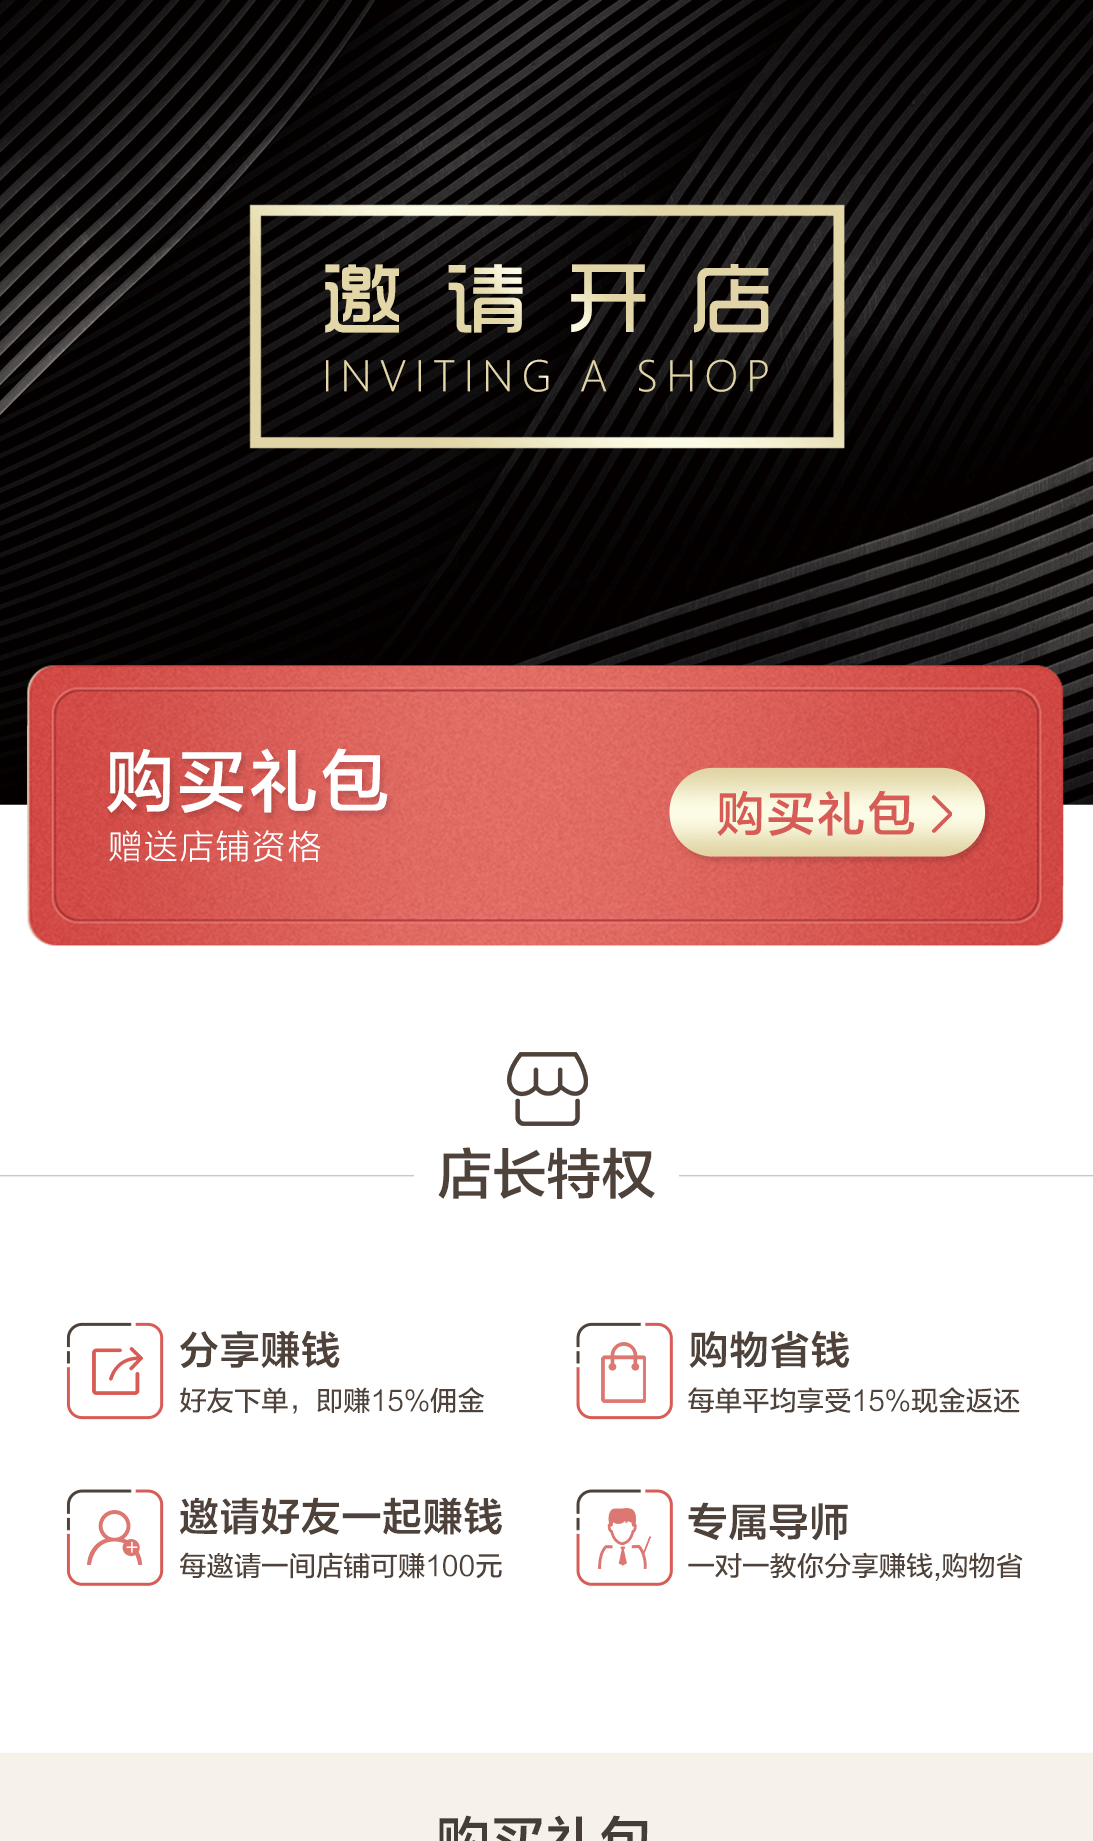 邀请开店
INVITING A SHOP
购买礼包
赠送店铺资格
购买礼包
店长特权
分享赚钱
好友下单，即赚15%佣金
购物省钱
每单平均享受15%现金返还
邀请好友一起赚钱
每邀请一间店铺可赚100元
专属导师
一对一教你分享赚钱,购物省
购买礼包